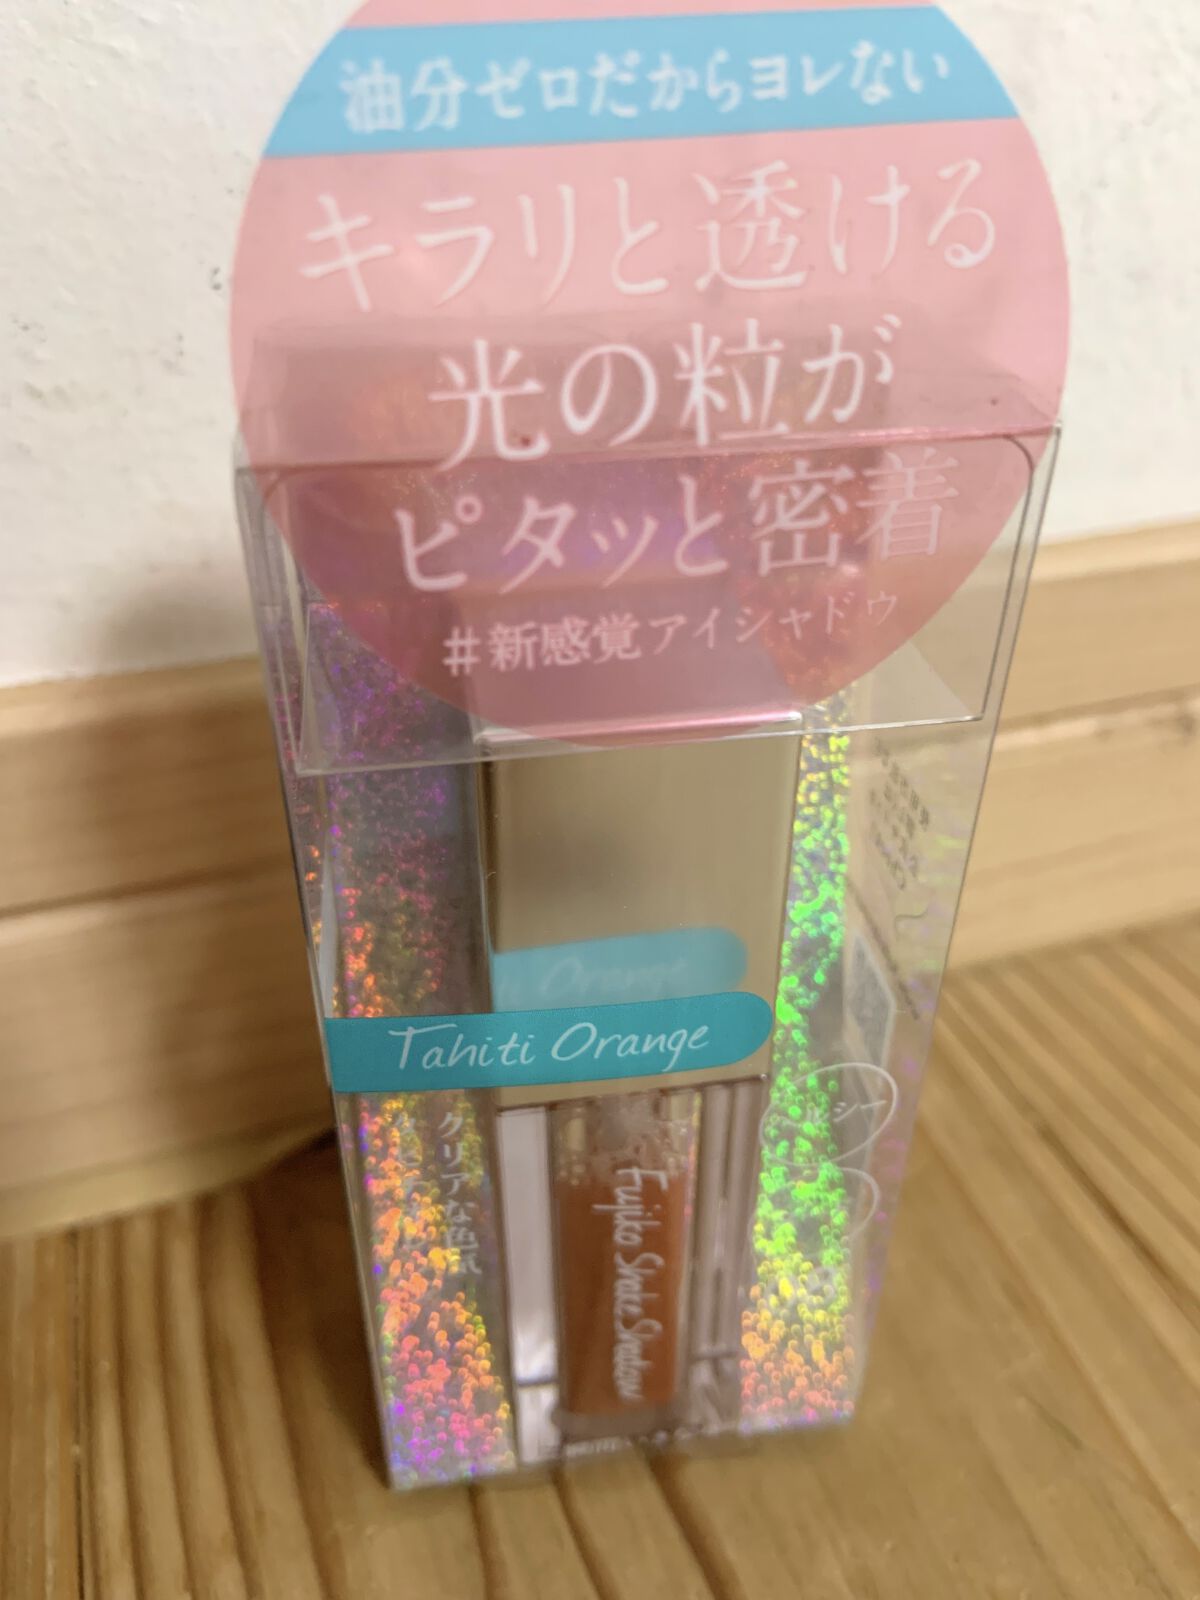 油分ゼロだからヨレない
キラリと透ける
光の粒が
ピタッと密着
#新感覚アイシャドウ
Orange
Tahiti Orange
クリアな色気
Fujiko Shake Shadow